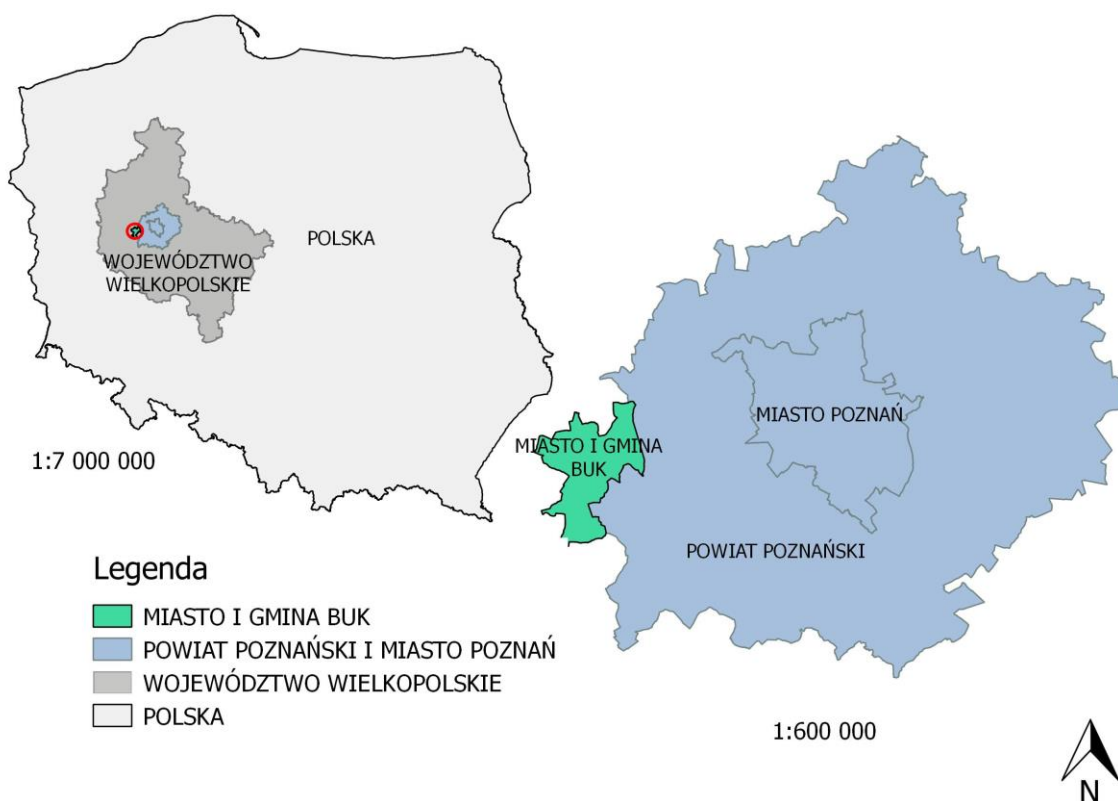 POLSKA
WOJEWÓDZTWO
WIELKOPOLSKIE
1:7 000 000
MIASTO POZNAŃ
MIASTO I GMINA
BUK
POWIAT POZNAŃSKI
Legenda
MIASTO I GMINA BUK
POWIAT POZNAŃSKI I MIASTO POZNAŃ
WOJEWÓDZTWO WIELKOPOLSKIE
POLSKA
1:600 000
N